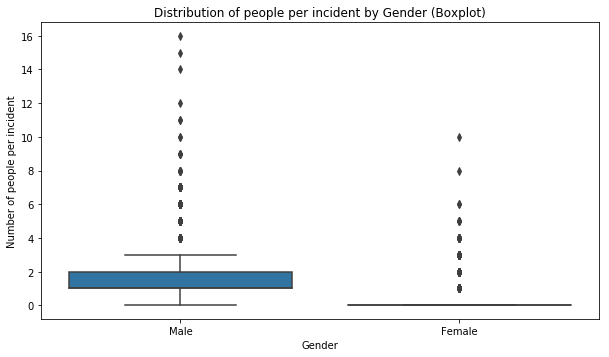 Distribution of people per incident by Gender (Boxplot)
Number of people per incident
16
14
12
10
8
6
4
2
0
Male Female
Gender